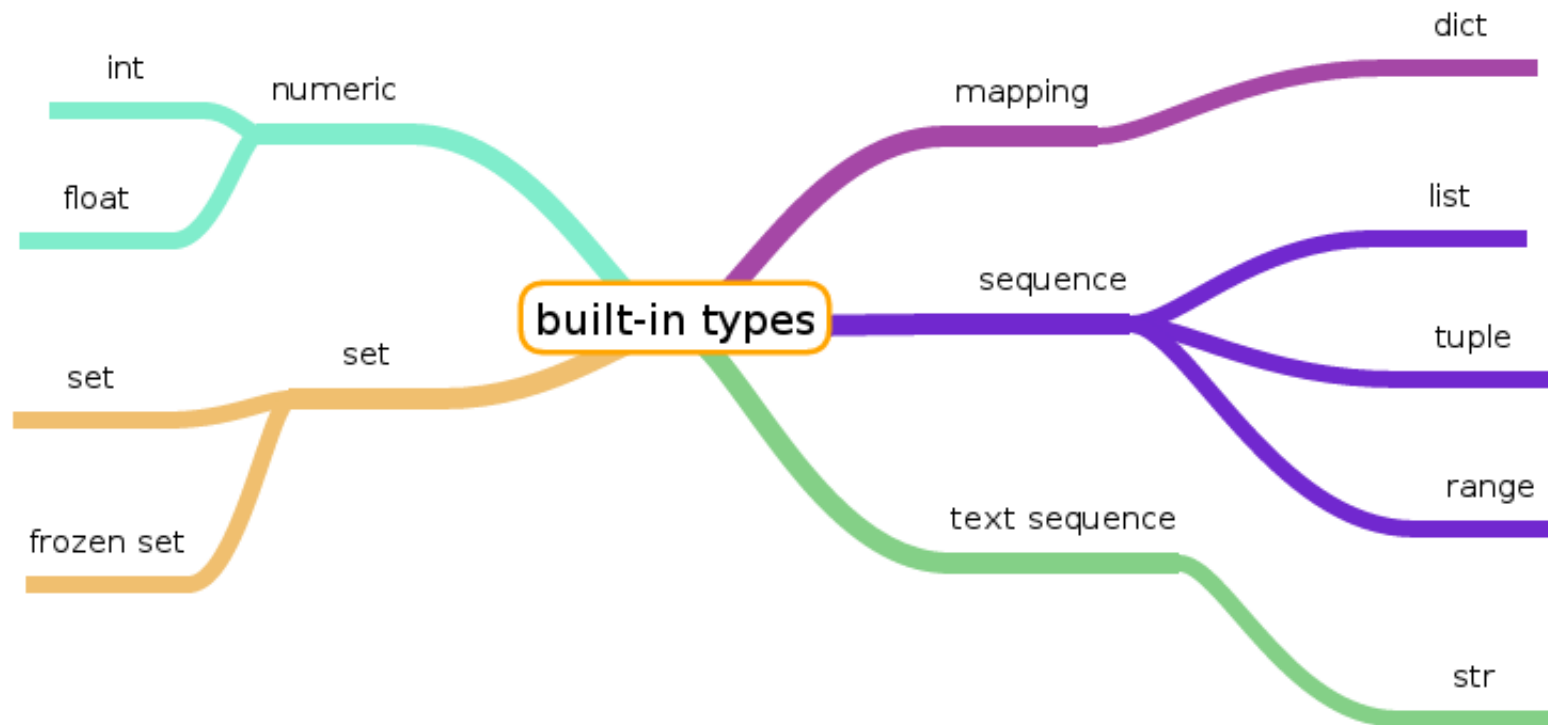 built-in types
numeric
int
float
set
set
frozen set
mapping
dict
sequence
list
tuple
range
text sequence
str